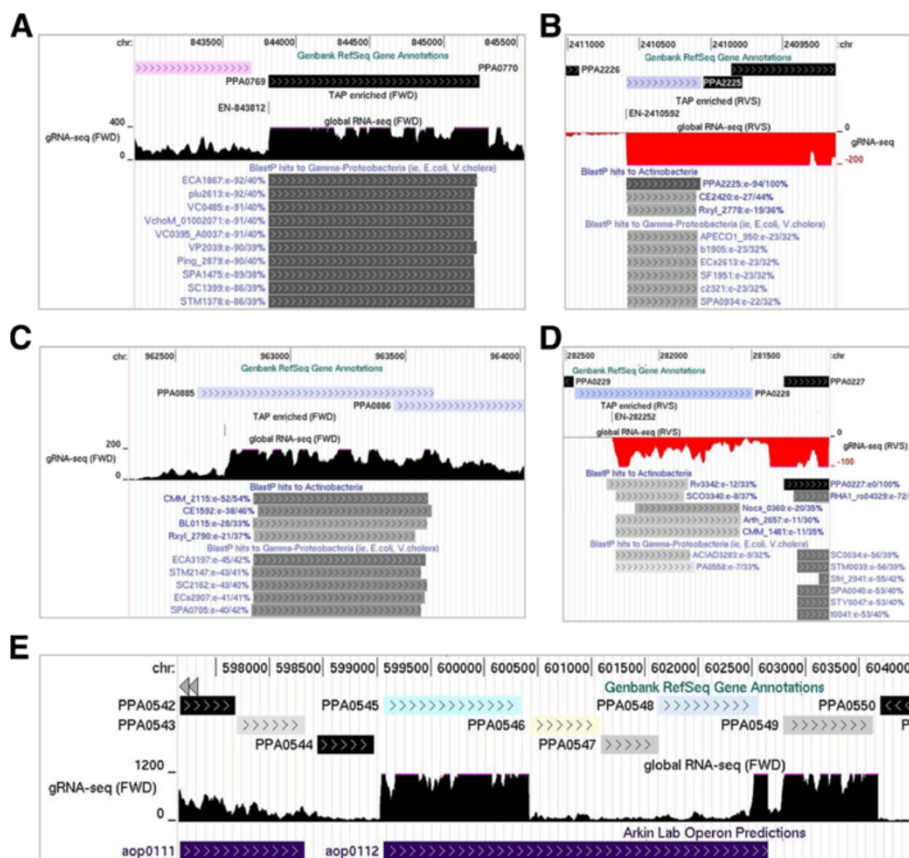 A
chr: 843500 844000 844500 845000 845500
Genbank RefSeq Gene Annotations
PPA0769 PPA0770
TAP enriched (FWD)
EN-843812
400 global RNA-seq (FWD)
gRNA-seq (FWD)
0
BlastP hits to Gamma-Proteobacteria (ie, E.coli, V.cholera)
ECA1867:e-92/40%
plu2613:e-92/40%
VC0485:e-91/40%
VchoM_01002071:e-91/40%
VC0395_A0037:e-91/40%
VP2039:e-90/39%
Ping_2879:e-90/40%
SPA1475:e-89/38%
SC1399:e-86/39%
STM1378:e-86/39%
B
2411000 2410500 2410000 2409500 :chr
Genbank RefSeq Gene Annotations
PPA2226
PPA2225
TAP enriched (RVS)
EN-2410592
global RNA-seq (RVS) 0
gRNA-seq
-200
BlastP hits to Actinobacteria
PPA2225:e-94/100%
CE2420:e-27/44%
Rxyl_2778:e-19/36%
BlastP hits to Gamma-Proteobacteria (ie, E.coli, V.cholera)
APECO1_950:e-23/32%
b1905:e-23/32%
ECs2613:e-23/32%
SF1951:e-23/32%
c2321:e-23/32%
SPA0934:e-22/32%
C
chr: 962500 963000 963500 964000
Genbank RefSeq Gene Annotations
PPA0885
PPA0886
TAP enriched (FWD)
200 global RNA-seq (FWD)
gRNA-seq (FWD)
0
BlastP hits to Actinobacteria
CMM_2115:e-52/54%
CE1592:e-38/46%
BL0115:e-28/33%
Rxyl_2790:e-21/37%
BlastP hits to Gamma-Proteobacteria (ie, E.coli, V.cholera)
ECA3197:e-45/42%
STM2147:e-43/41%
SC2162:e-43/40%
ECs2907:e-41/41%
SPA0705:e-40/42%
D
282500 282000 281500 :chr
Genbank RefSeq Gene Annotations
PPA0229 PPA0227
PPA0228
TAP enriched (RVS)
EN-282252
global RNA-seq (RVS) 0
gRNA-seq (RVS)
-100
BlastP hits to Actinobacteria
Rv3342:e-12/33% PPA0227:e0/100%
SCO3340:e-8/37% RHA1_ro04329:e-72/
Noca_0360:e-20/35%
Arth_2657:e-11/30%
CMM_1481:e-11/35%
BlastP hits to Gamma-Proteobacteria (ie, E.coli, V.cholera)
ACIAD3283:e-9/32% SC0034:e-56/39%
PA0558:e-7/33% STM0039:e-56/39%
Sfri_2941:e-55/42%
SPA0040:e-53/40%
STY0047:e-53/40%
t0041:e-53/40%
E
chr: 598000 598500 599000 599500 600000 600500 601000 601500 602000 602500 603000 603500 604000
Genbank RefSeq Gene Annotations
PPA0542 PPA0545 PPA0548 PPA0550
PPA0543 PPA0546 PPA0549
PPA0544 PPA0547
1200 global RNA-seq (FWD)
gRNA-seq (FWD)
0
Arkin Lab Operon Predictions
aop0111 aop0112